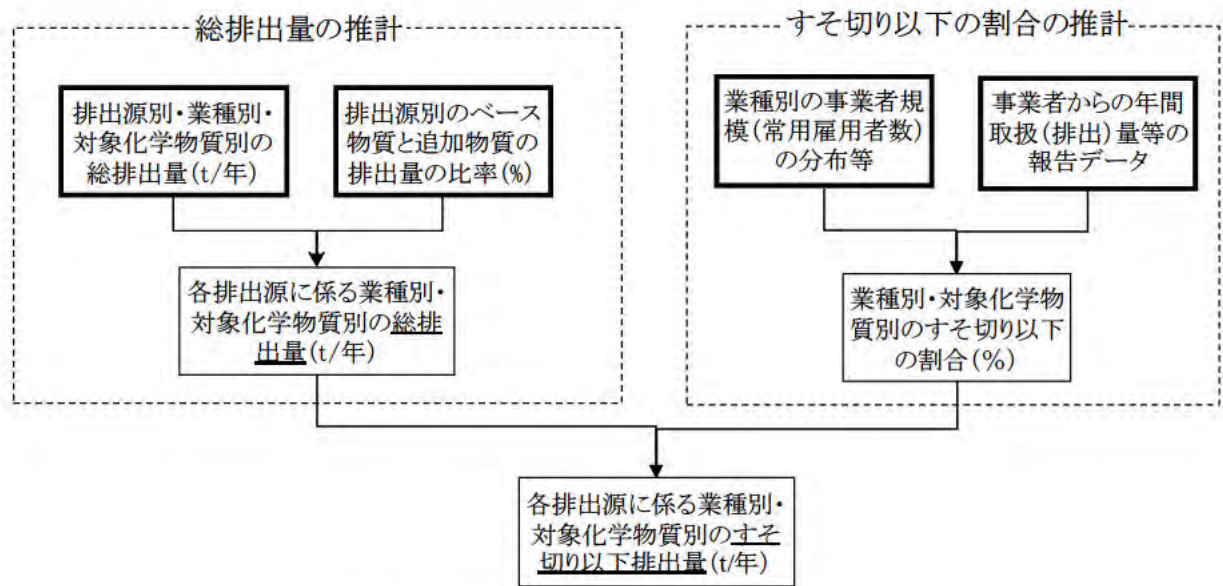 総排出量の推計
排出源別・業種別・
対象化学物質別の
総排出量(t/年)
排出源別のベース
物質と追加物質の
排出量の比率(%)
各排出源に係る業種別・
対象化学物質別の総排
出量(t/年)
すそ切り以下の割合の推計
業種別の事業者規
模(常用雇用者数)
の分布等
事業者からの年間
取扱(排出)量等の
報告データ
業種別・対象化学物
質別のすそ切り以下
の割合(%)
各排出源に係る業種別・
対象化学物質別のすそ
切り以下排出量(t/年)